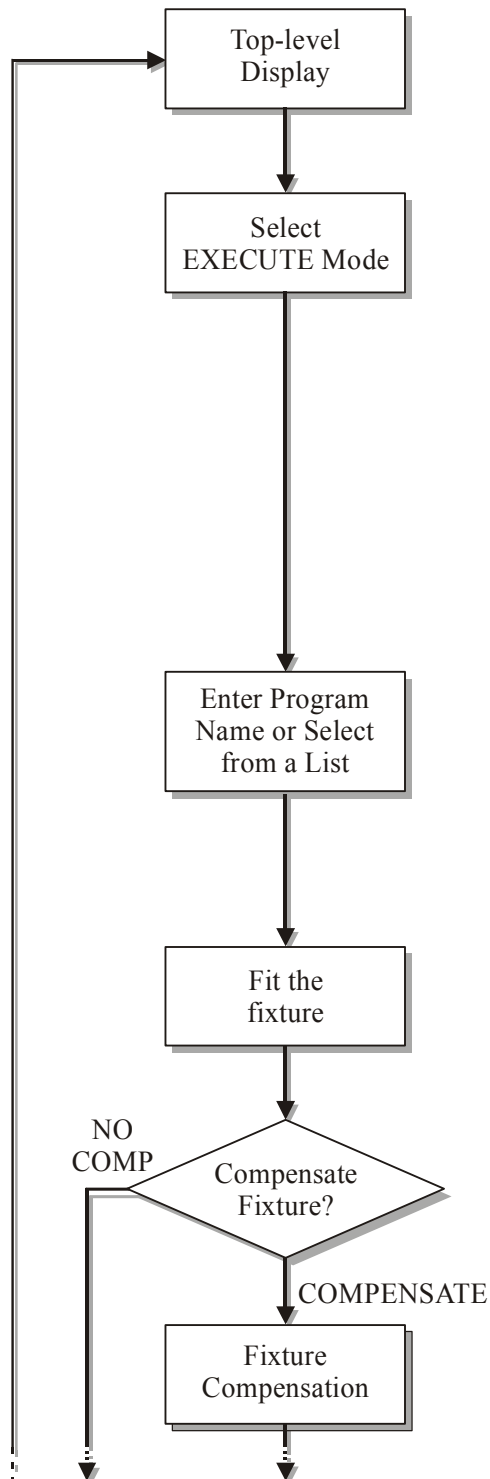 Top-level
Display
Select
EXECUTE Mode
Enter Program
Name or Select
from a List
Fit the
fixture
NO
COMP
Compensate
Fixture?
COMPENSATE
Fixture
Compensation